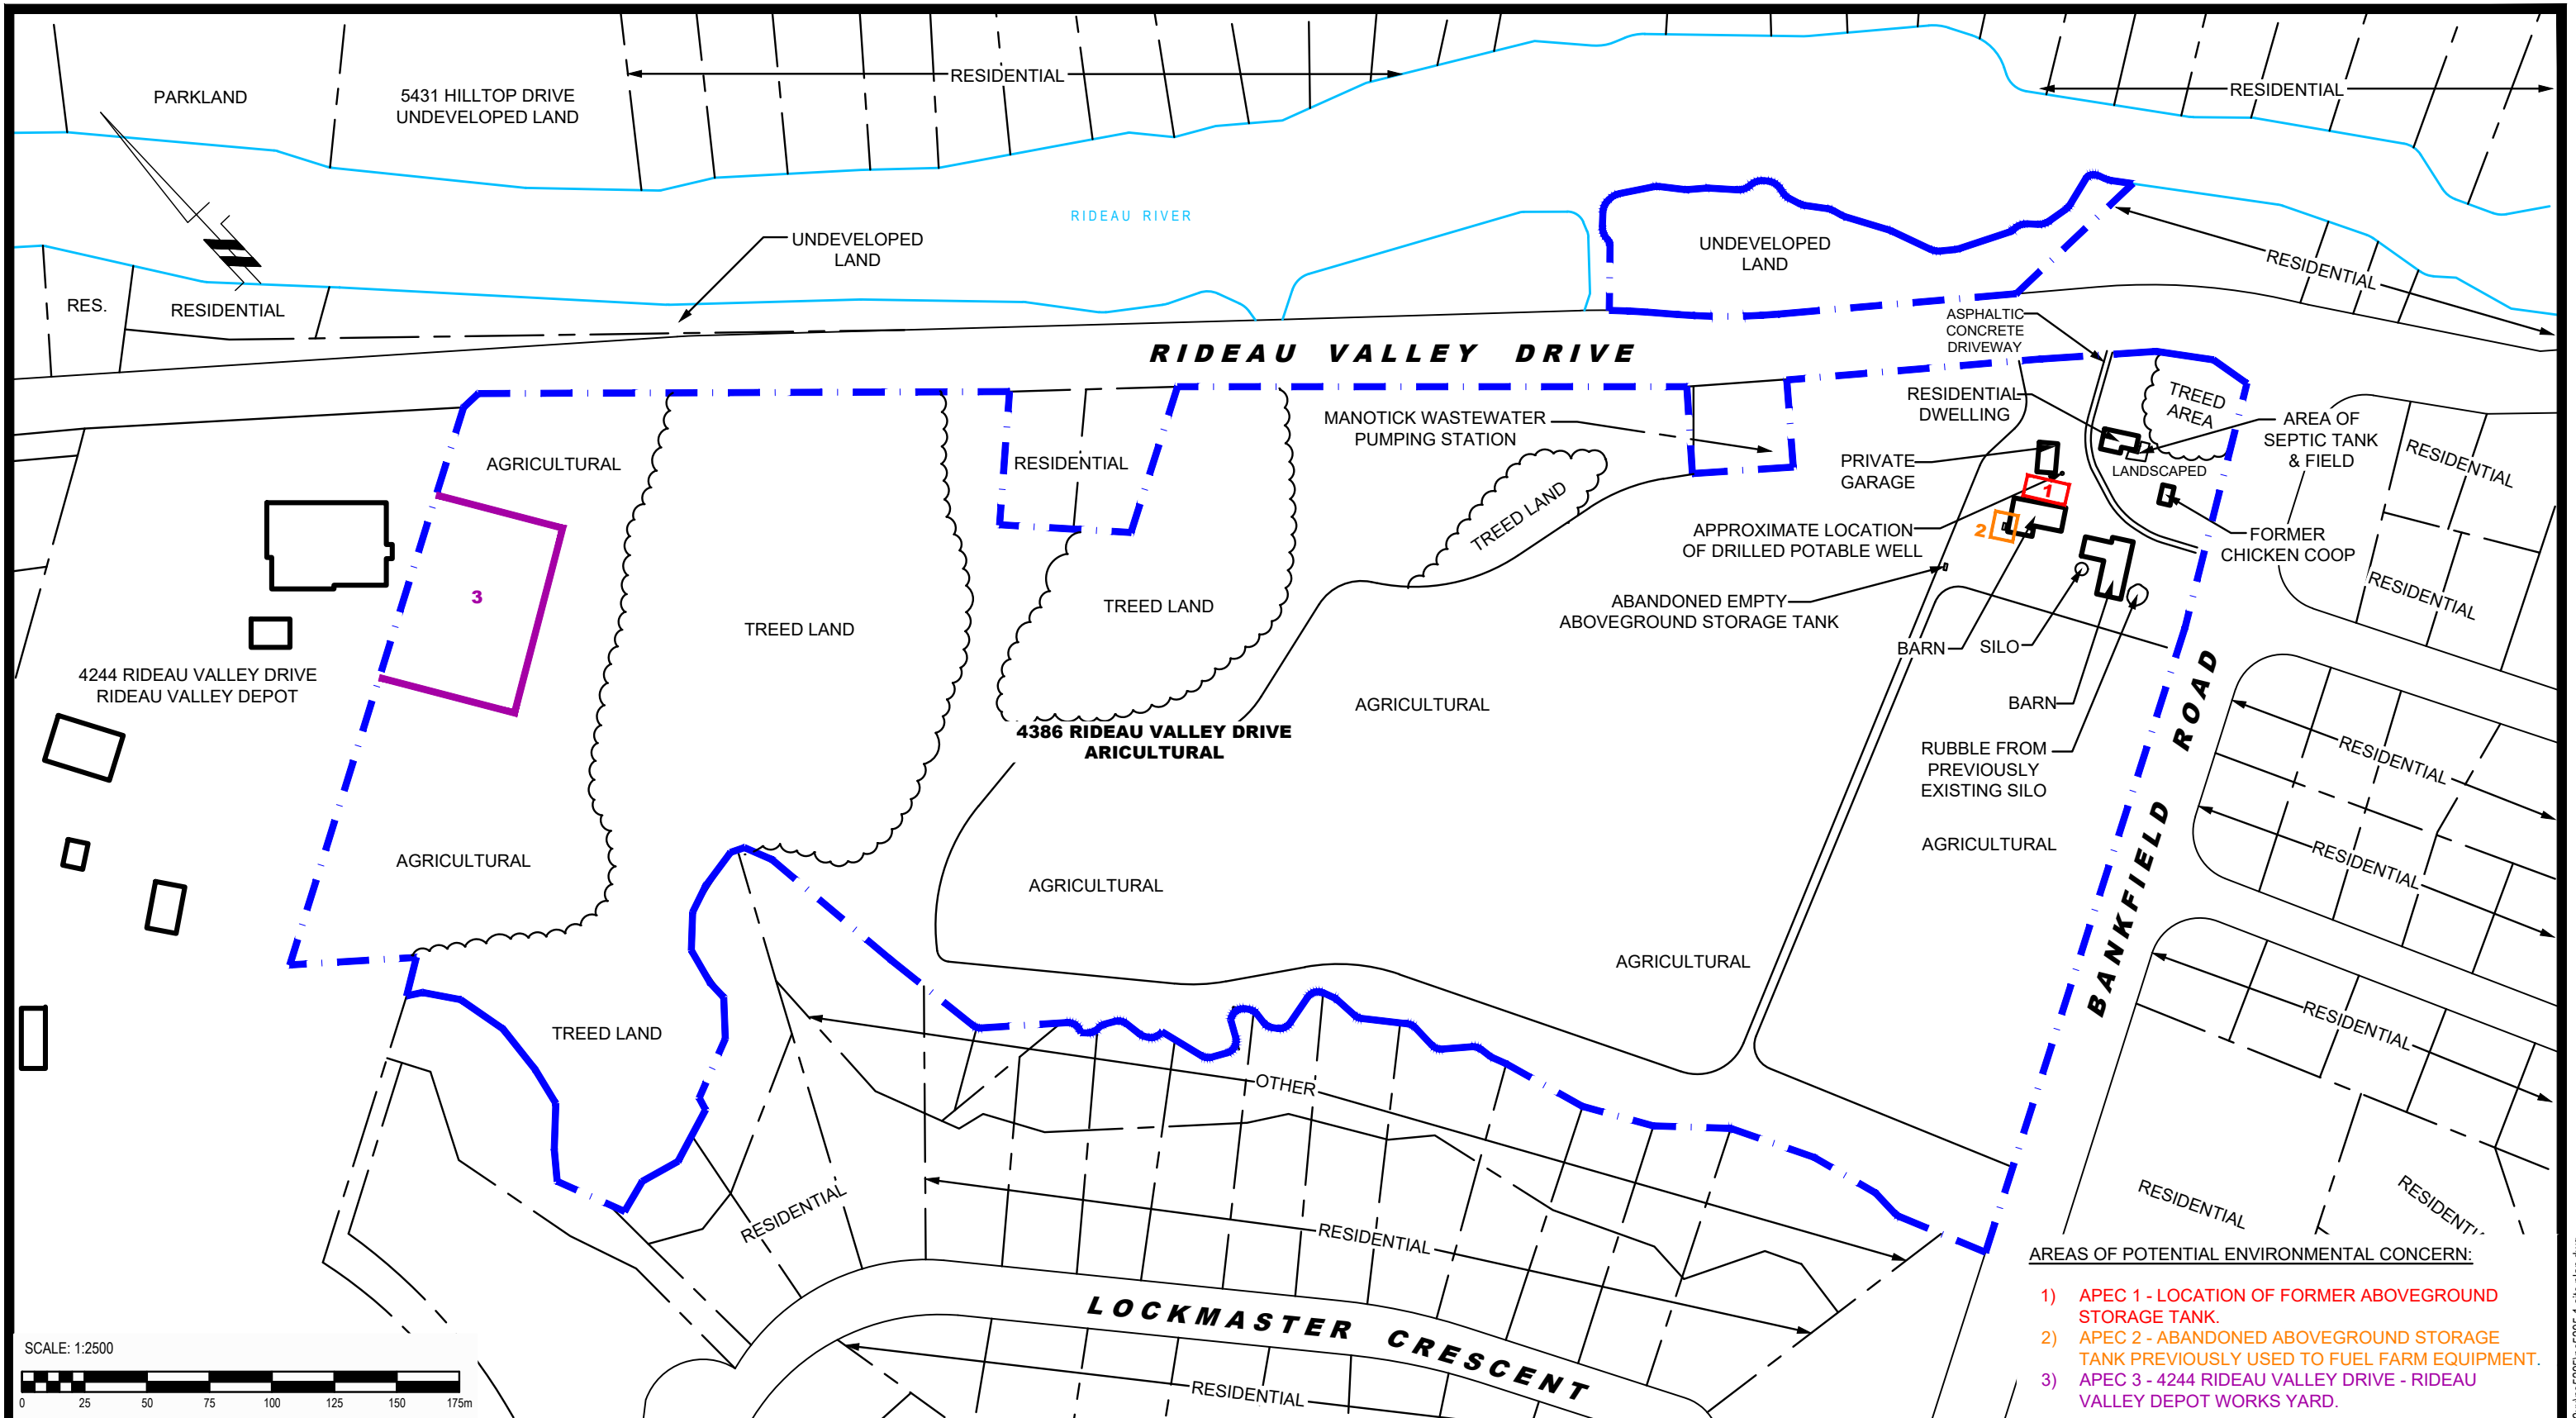 PARKLAND
5431 HILLTOP DRIVE
UNDEVELOPED LAND
RESIDENTIAL
RESIDENTIAL
RIDEAU RIVER
UNDEVELOPED
LAND
UNDEVELOPED
LAND
RESIDENTIAL
RES.
RESIDENTIAL
ASPHALTIC
CONCRETE
DRIVEWAY
RIDEAU VALLEY DRIVE
RESIDENTIAL
DWELLING
TREED
AREA
AREA OF
SEPTIC TANK
& FIELD
MANOTICK WASTEWATER
PUMPING STATION
RESIDENTIAL
AGRICULTURAL
RESIDENTIAL
PRIVATE
GARAGE
LANDSCAPED
1
2
TREED LAND
APPROXIMATE LOCATION
OF DRILLED POTABLE WELL
FORMER
CHICKEN COOP
3
ABANDONED EMPTY
ABOVEGROUND STORAGE TANK
RESIDENTIAL
TREED LAND
TREED LAND
BARN
SILO
4244 RIDEAU VALLEY DRIVE
RIDEAU VALLEY DEPOT
AGRICULTURAL
BARN
4386 RIDEAU VALLEY DRIVE
ARICULTURAL
RUBBLE FROM
PREVIOUSLY
EXISTING SILO
BANKFIELD ROAD
RESIDENTIAL
AGRICULTURAL
AGRICULTURAL
AGRICULTURAL
RESIDENTIAL
AGRICULTURAL
TREED LAND
RESIDENTIAL
OTHER
RESIDENTIAL
RESIDENTIAL
RESIDENTIAL
RESIDENTIAL
LOCKMASTER CRESCENT
RESIDENTIAL
AREAS OF POTENTIAL ENVIRONMENTAL CONCERN:
1) APEC 1 - LOCATION OF FORMER ABOVEGROUND
STORAGE TANK.
2) APEC 2 - ABANDONED ABOVEGROUND STORAGE
TANK PREVIOUSLY USED TO FUEL FARM EQUIPMENT.
3) APEC 3 - 4244 RIDEAU VALLEY DRIVE - RIDEAU
VALLEY DEPOT WORKS YARD.
SCALE: 1:2500
0 25 50 75 100 125 150 175m